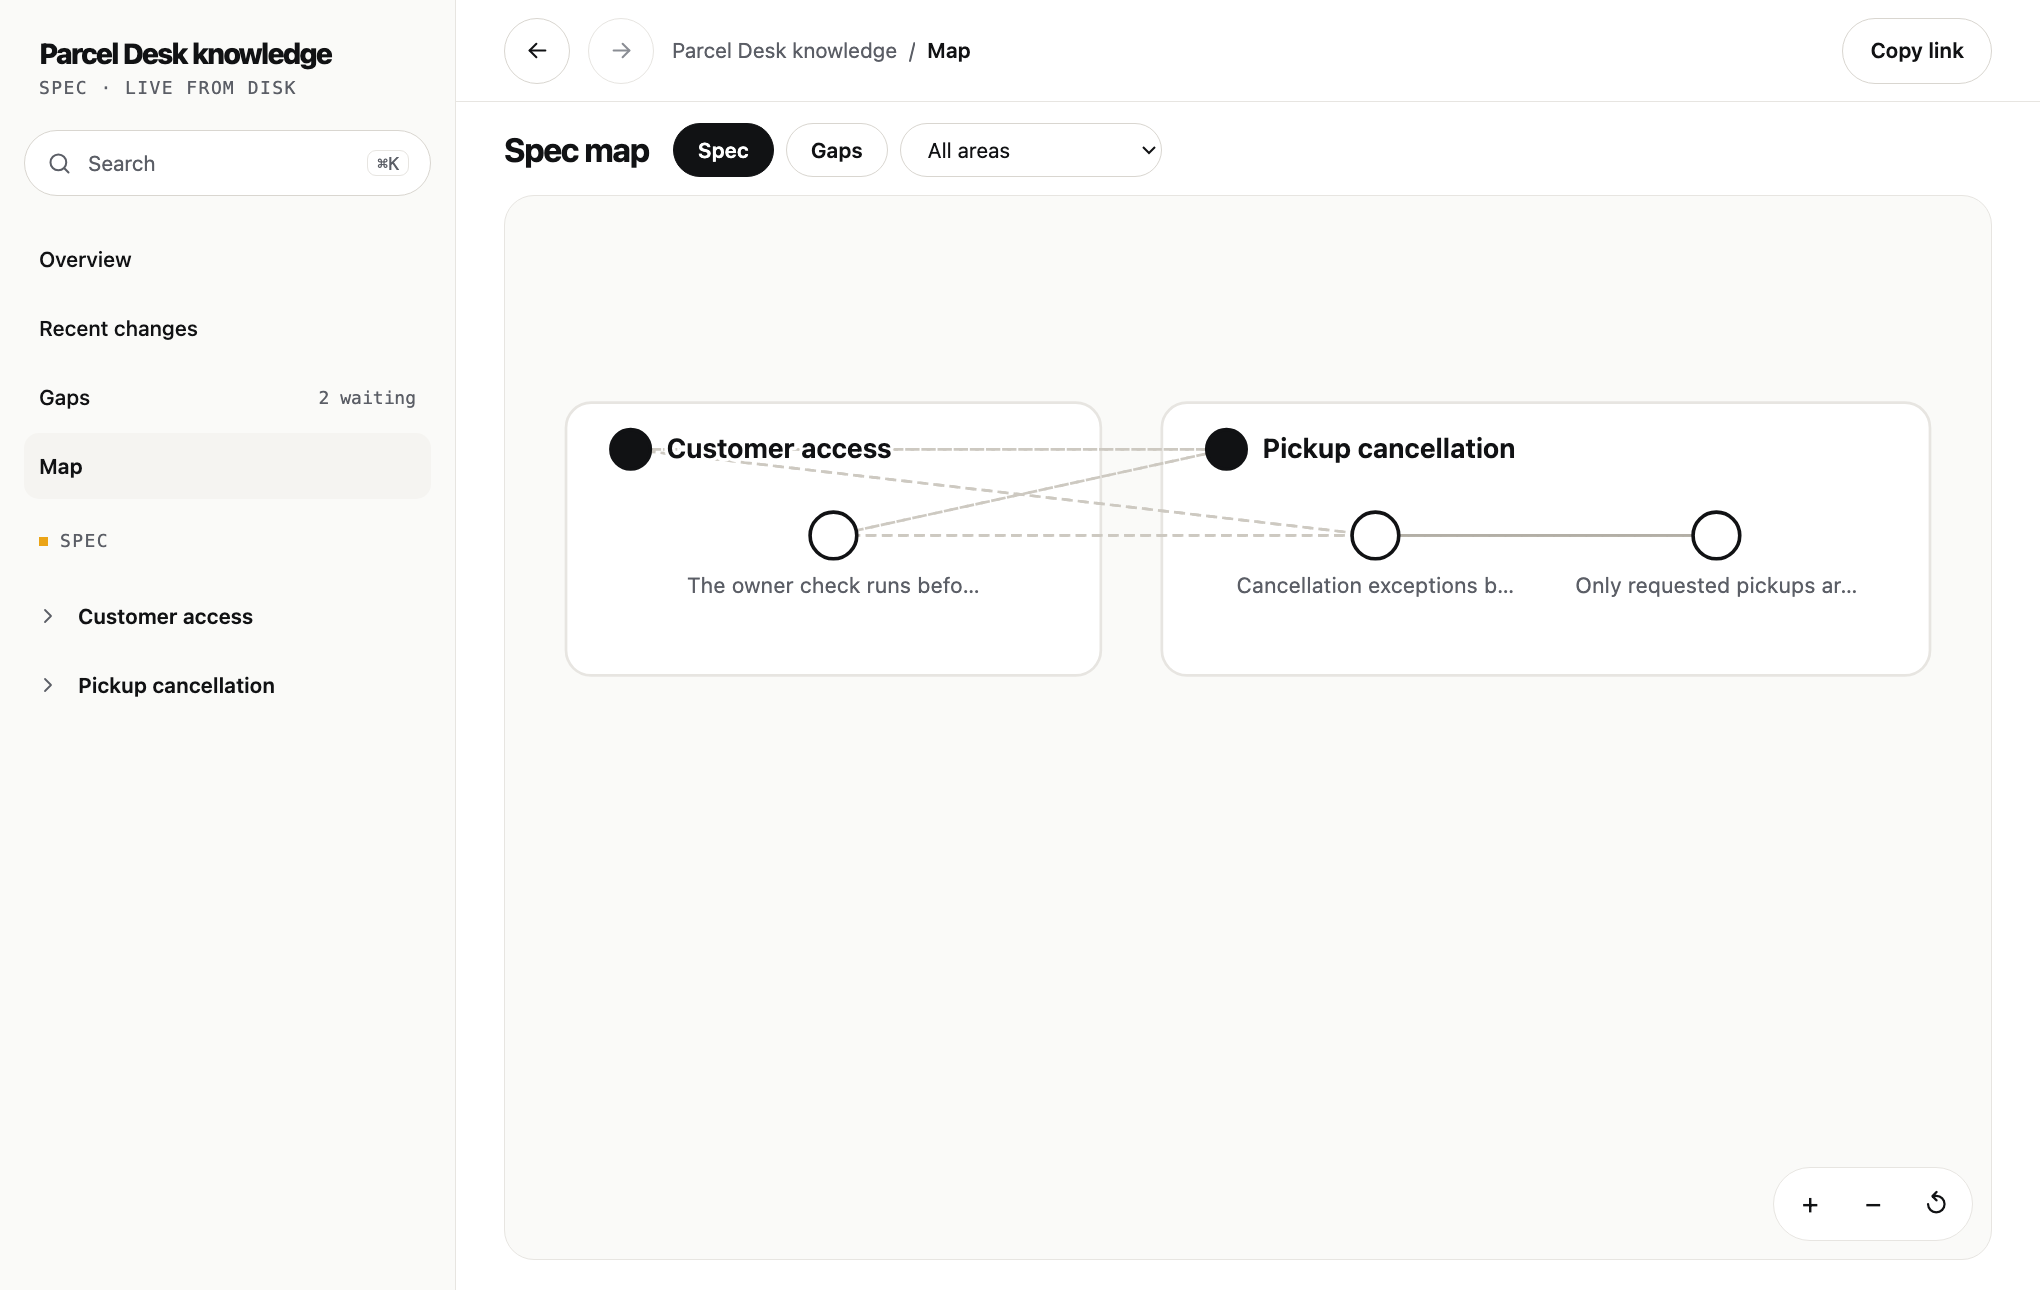 Parcel Desk knowledge
SPEC · LIVE FROM DISK
Search ⌘K
Overview
Recent changes
Gaps 2 waiting
Map
SPEC
Customer access
Pickup cancellation
Parcel Desk knowledge / Map
Copy link
Spec map
Spec
Gaps
All areas
Customer access
Pickup cancellation
The owner check runs befo...
Cancellation exceptions b...
Only requested pickups ar...